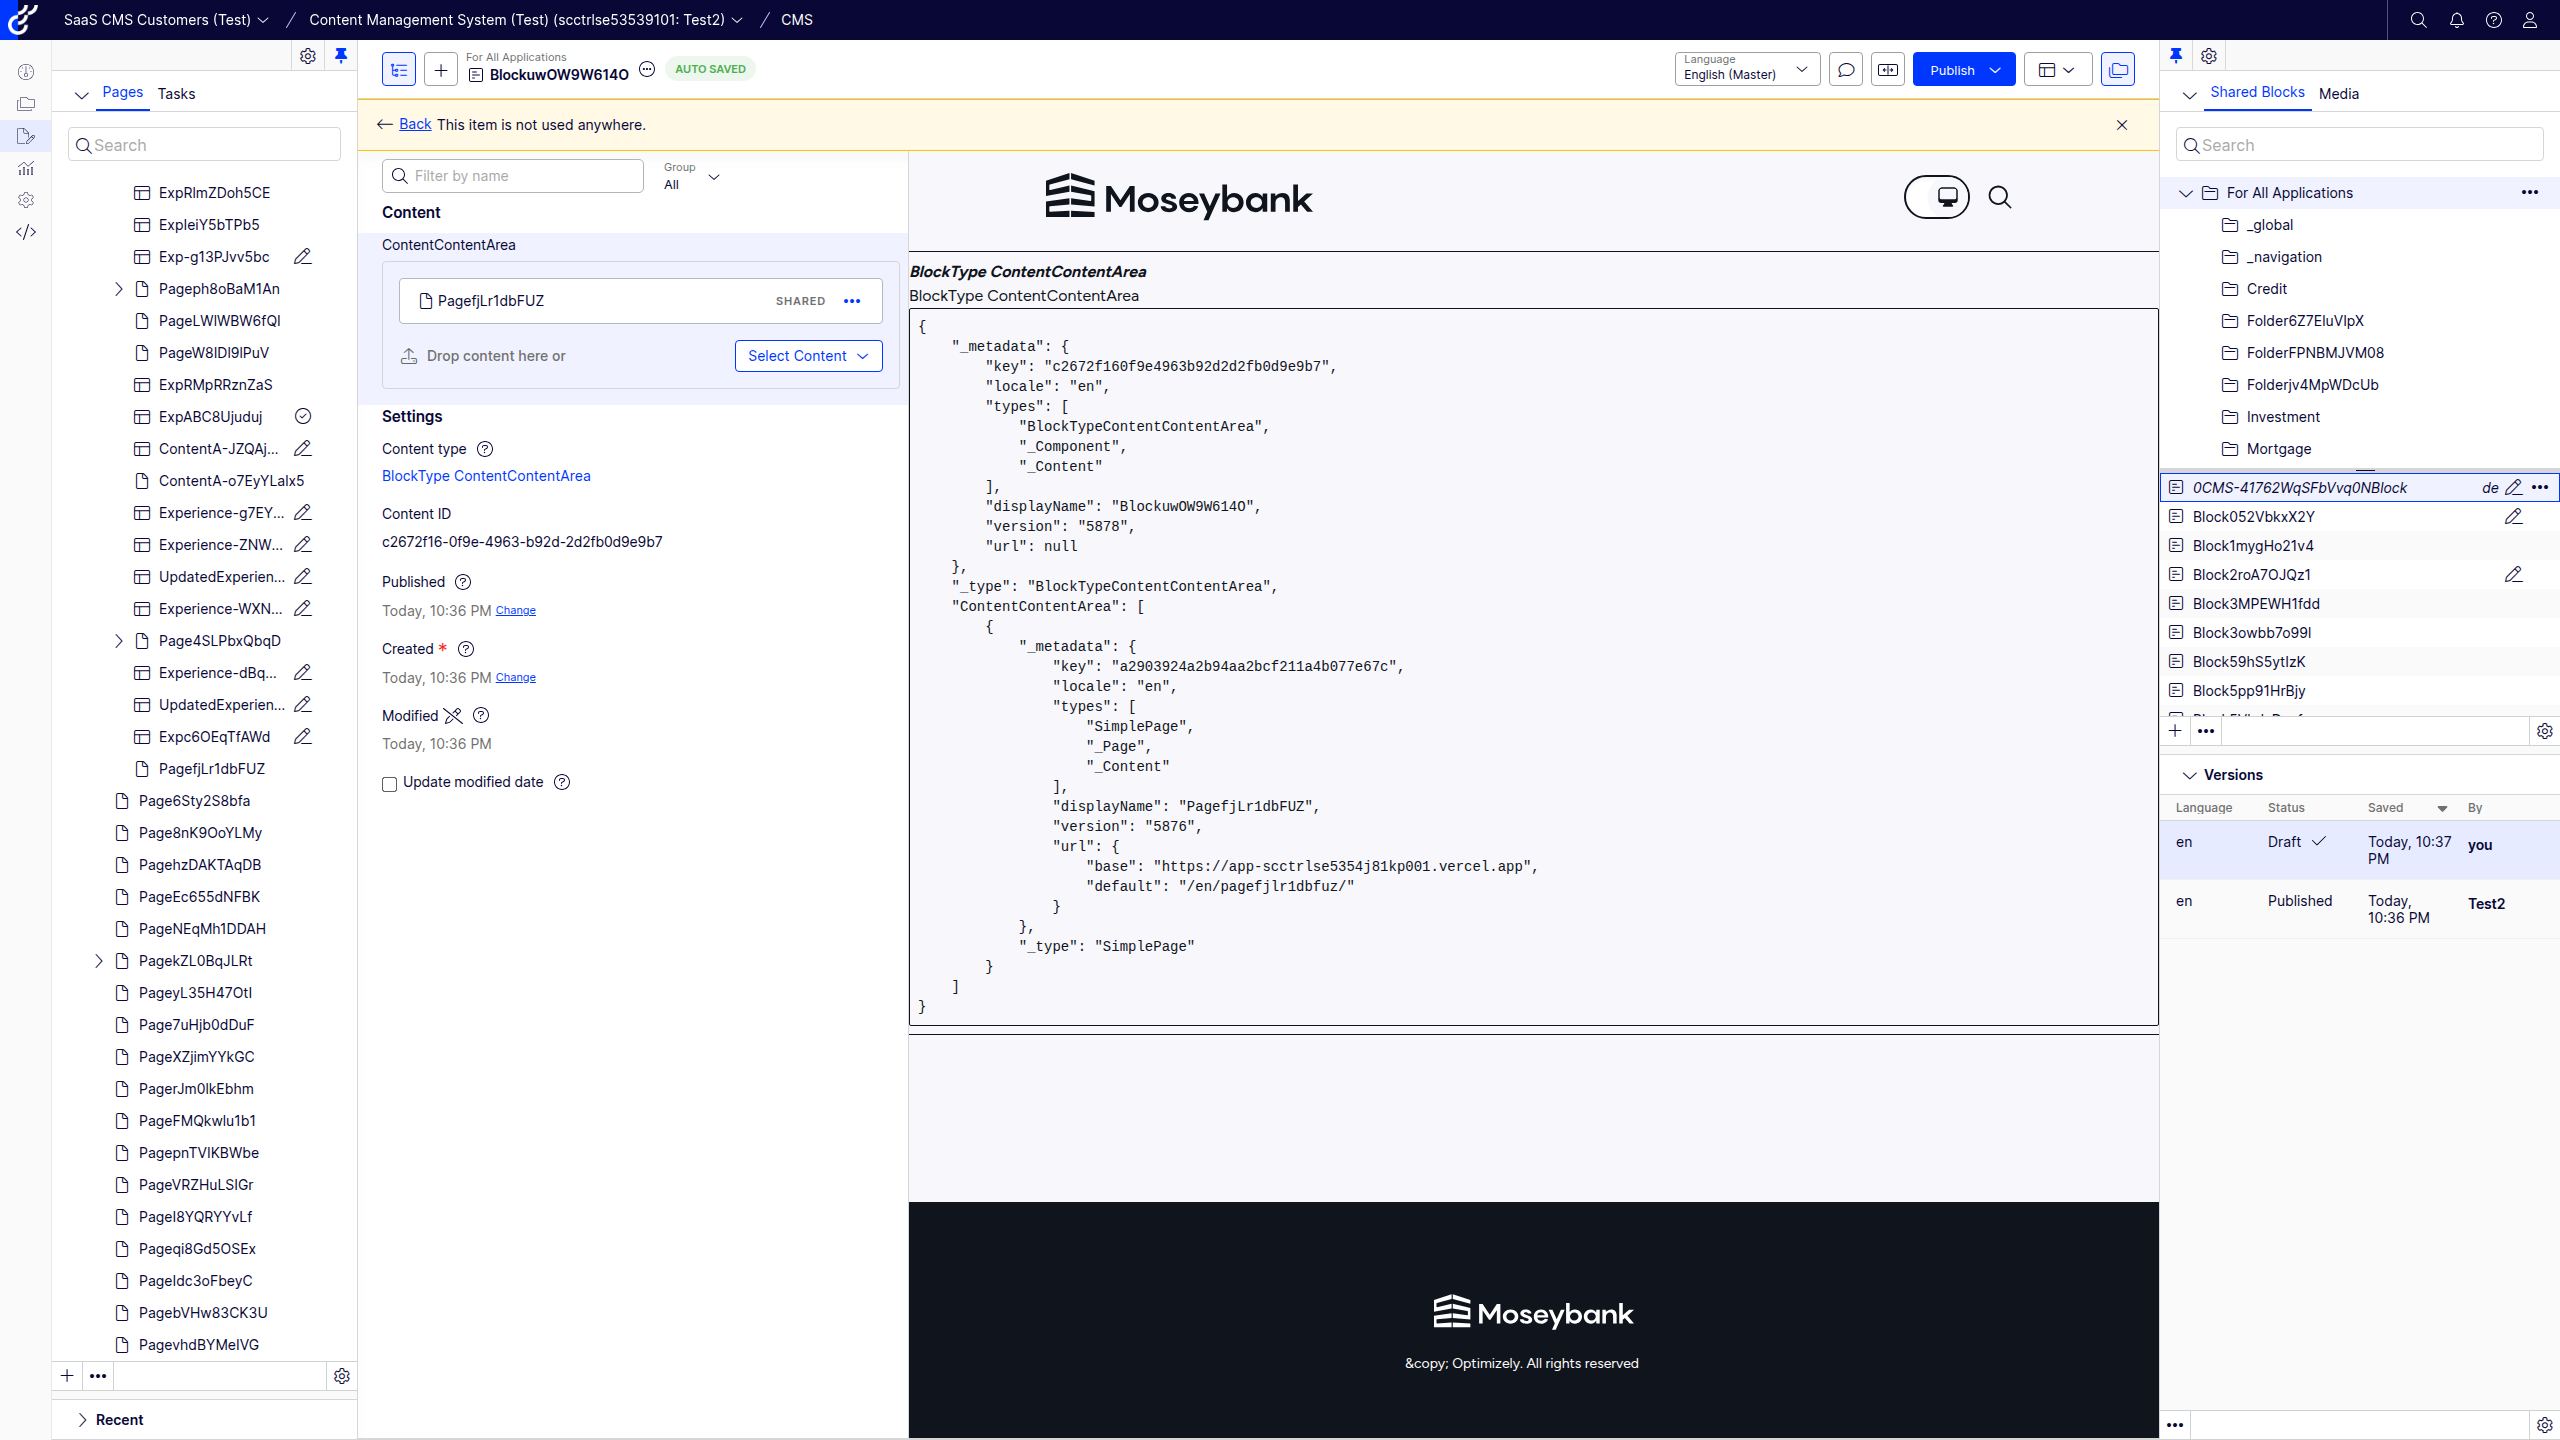 SaaS CMS Customers (Test) / Content Management System (Test) (scctrlse53539101: Test2) / CMS
Pages Tasks
Search
ExpRlmZDoh5CE
ExpIeiY5bTPb5
Exp-g13PJvv5bc
Pageph8oBaM1An
PageLWIWBW6fQI
PageW8IDI9IPuV
ExpRMpRRznZaS
ExpABC8Ujuduj
ContentA-JZQAj...
ContentA-o7EyYLalx5
Experience-g7EY...
Experience-ZNW...
UpdatedExperien...
Experience-WXN...
Page4SLPbxQbqD
Experience-dBq...
UpdatedExperien...
Expc6OEqTfAWd
PagefjLr1dbFUZ
Page6Sty2S8bfa
Page8nK9OoYLMy
PagehzDAKTAqDB
PageEc655dNFBK
PageNEqMh1DDAH
PagekZL0BqJLRt
PageyL35H47OtI
Page7uHjb0dDuF
PageXZjimYYkGC
PagerJm0lkEbhm
PageFMQkwlu1b1
PagepnTVIKBWbe
PageVRZHuLSIGr
PageI8YQRYYvLf
Pageqi8Gd5OSEx
PageIdc3oFbeyC
PagebVHw83CK3U
PagevhdBYMeIVG
Recent
For All Applications
BlockuwOW9W614O
AUTO SAVED
Language
English (Master)
Publish
Back This item is not used anywhere.
Filter by name
Group
All
Content
ContentContentArea
PagefjLr1dbFUZ SHARED
Drop content here or Select Content
Settings
Content type
BlockType ContentContentArea
Content ID
c2672f16-0f9e-4963-b92d-2d2fb0d9e9b7
Published
Today, 10:36 PM Change
Created *
Today, 10:36 PM Change
Modified
Today, 10:36 PM
Update modified date
Moseybank
BlockType ContentContentArea
BlockType ContentContentArea
{
"_metadata": {
"key": "c2672f160f9e4963b92d2d2fb0d9e9b7",
"locale": "en",
"types": [
"BlockTypeContentContentArea",
"_Component",
"_Content"
],
"displayName": "BlockuwOW9W614O",
"version": "5878",
"url": null
},
"_type": "BlockTypeContentContentArea",
"ContentContentArea": [
{
"_metadata": {
"key": "a2903924a2b94aa2bcf211a4b077e67c",
"locale": "en",
"types": [
"SimplePage",
"_Page",
"_Content"
],
"displayName": "PagefjLr1dbFUZ",
"version": "5876",
"url": {
"base": "https://app-scctrlse5354j81kp001.vercel.app",
"default": "/en/pagefjlr1dbfuz/"
}
},
"_type": "SimplePage"
}
]
}
Moseybank
&copy; Optimizely. All rights reserved
Shared Blocks Media
Search
For All Applications
_global
_navigation
Credit
Folder6Z7EluVlpX
FolderFPNBMJVM08
Folderjv4MpWDcUb
Investment
Mortgage
0CMS-41762WqSFbVvq0NBlock de
Block052VbkxX2Y
Block1mygHo21v4
Block2roA7OJQz1
Block3MPEWH1fdd
Block3owbb7o99I
Block59hS5ytIzK
Block5pp91HrBjy
Versions
Language Status Saved By
en Draft Today, 10:37 PM you
en Published Today, 10:36 PM Test2